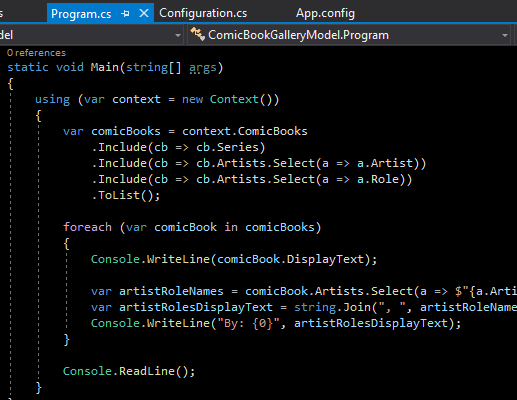 s Program.cs Configuration.cs App.config
del ComicBookGalleryModel.Program
0 references
static void Main(string[] args)
{
using (var context = new Context())
{
var comicBooks = context.ComicBooks
.Include(cb => cb.Series)
.Include(cb => cb.Artists.Select(a => a.Artist))
.Include(cb => cb.Artists.Select(a => a.Role))
.ToList();
foreach (var comicBook in comicBooks)
{
Console.WriteLine(comicBook.DisplayText);
var artistRoleNames = comicBook.Artists.Select(a => $"{a.Arti
var artistRolesDisplayText = string.Join(", ", artistRoleName
Console.WriteLine("By: {0}", artistRolesDisplayText);
}
Console.ReadLine();
}